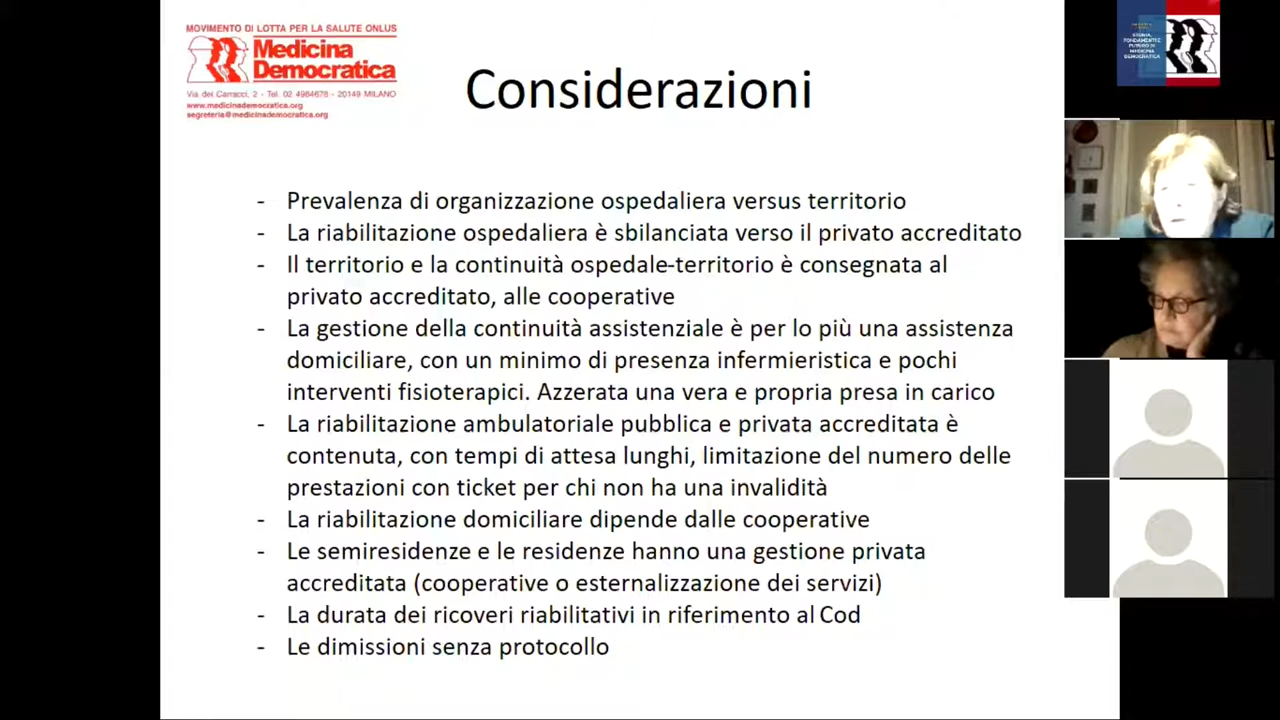 MOVIMENTO DI LOTTA PER LA SALUTE ONLUS
Medicina
Democratica
Via dei Carracci, 2 - Tel. 02 4984678 - 20149 MILANO
www.medicinademocratica.org
segreteria@medicinademocratica.org
Considerazioni
- Prevalenza di organizzazione ospedaliera versus territorio
- La riabilitazione ospedaliera è sbilanciata verso il privato accreditato
- Il territorio e la continuità ospedale-territorio è consegnata al
privato accreditato, alle cooperative
- La gestione della continuità assistenziale è per lo più una assistenza
domiciliare, con un minimo di presenza infermieristica e pochi
interventi fisioterapici. Azzerata una vera e propria presa in carico
- La riabilitazione ambulatoriale pubblica e privata accreditata è
contenuta, con tempi di attesa lunghi, limitazione del numero delle
prestazioni con ticket per chi non ha una invalidità
- La riabilitazione domiciliare dipende dalle cooperative
- Le semiresidenze e le residenze hanno una gestione privata
accreditata (cooperative o esternalizzazione dei servizi)
- La durata dei ricoveri riabilitativi in riferimento al Cod
- Le dimissioni senza protocollo
STORIA,
FONDAMENTI E
FUTURO DI
MEDICINA
DEMOCRATICA